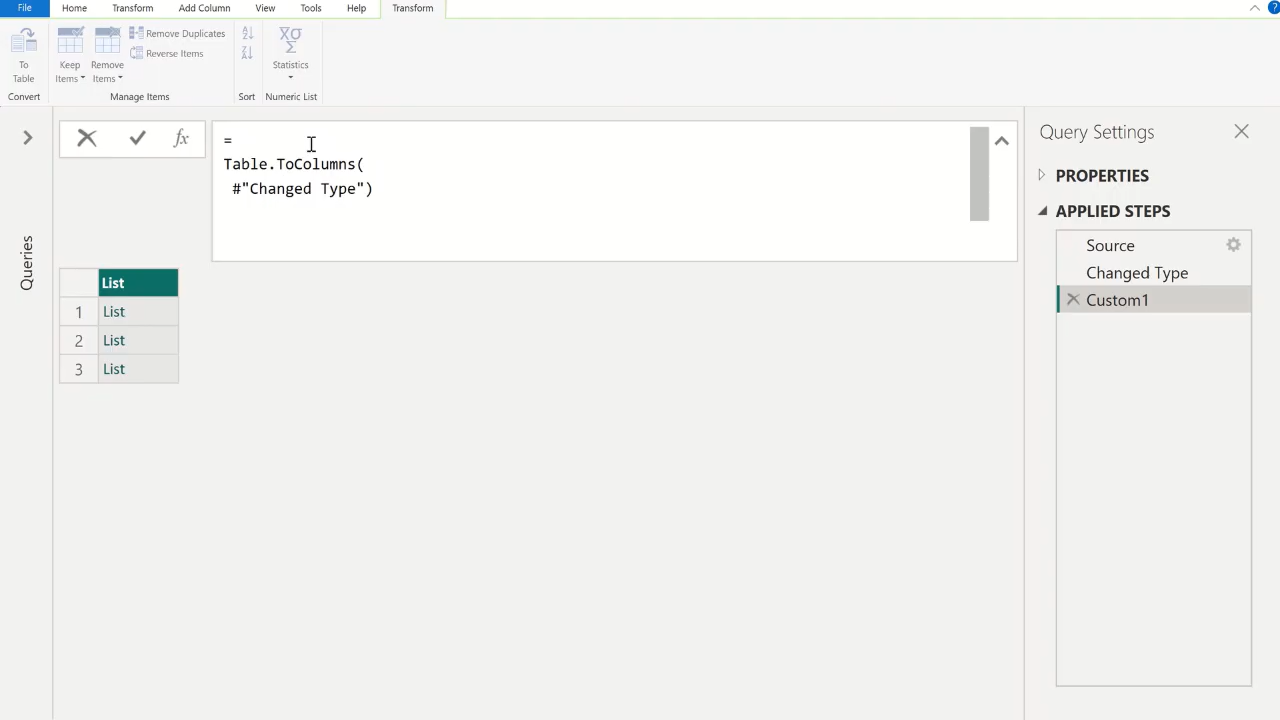 File Home Transform Add Column View Tools Help Transform
?
To Table
Keep Items
Remove Items
Remove Duplicates
Reverse Items
Statistics
Convert
Manage Items
Sort
Numeric List
fx
=
Table.ToColumns(
#"Changed Type")
Queries
List
1 List
2 List
3 List
Query Settings
PROPERTIES
APPLIED STEPS
Source
Changed Type
Custom1